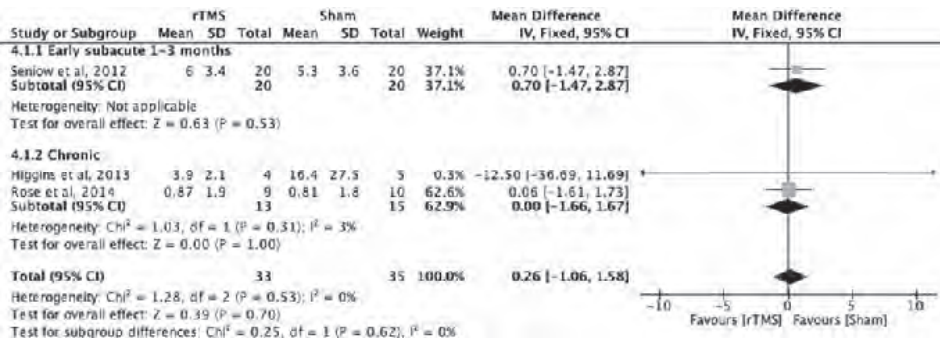 rTMS Sham Mean Difference Mean Difference
Study or Subgroup Mean SD Total Mean SD Total Weight IV, Fixed, 95% CI IV, Fixed, 95% CI
4.1.1 Early subacute 1–3 months
Seniow et al, 2012 6 3.4 20 5.3 3.6 20 37.1% 0.70 [−1.47, 2.87]
Subtotal (95% CI) 20 20 37.1% 0.70 [−1.47, 2.87]
Heterogeneity: Not applicable
Test for overall effect: Z = 0.63 (P = 0.53)
4.1.2 Chronic
Higgins et al, 2013 3.9 2.1 4 16.4 27.5 5 0.3% −12.50 [−36.69, 11.69]
Rose et al, 2014 0.87 1.9 9 0.81 1.8 10 62.6% 0.06 [−1.61, 1.73]
Subtotal (95% CI) 13 15 62.9% 0.00 [−1.66, 1.67]
Heterogeneity: Chi² = 1.03, df = 1 (P = 0.31); I² = 3%
Test for overall effect: Z = 0.00 (P = 1.00)
Total (95% CI) 33 35 100.0% 0.26 [−1.06, 1.58]
Heterogeneity: Chi² = 1.28, df = 2 (P = 0.53); I² = 0%
Test for overall effect: Z = 0.39 (P = 0.70)
Test for subgroup differences: Chi² = 0.25, df = 1 (P = 0.62), I² = 0%
−10 −5 0 5 10
Favours [rTMS] Favours [Sham]